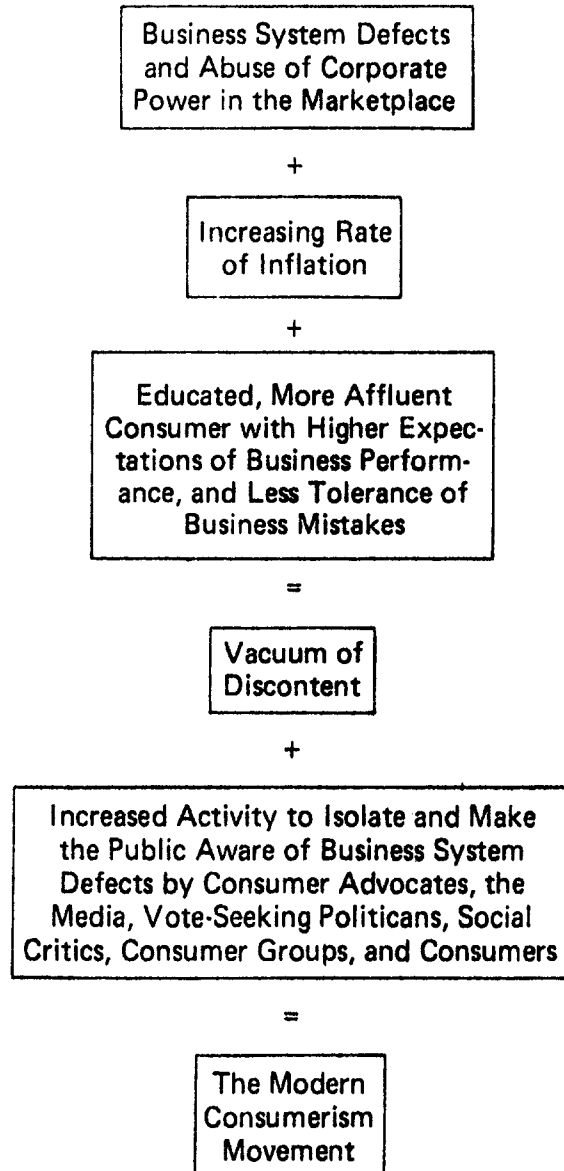 Business System Defects
and Abuse of Corporate
Power in the Marketplace
+
Increasing Rate
of Inflation
+
Educated, More Affluent
Consumer with Higher Expec-
tations of Business Perform-
ance, and Less Tolerance of
Business Mistakes
=
Vacuum of
Discontent
+
Increased Activity to Isolate and Make
the Public Aware of Business System
Defects by Consumer Advocates, the
Media, Vote-Seeking Politicans, Social
Critics, Consumer Groups, and Consumers
=
The Modern
Consumerism
Movement